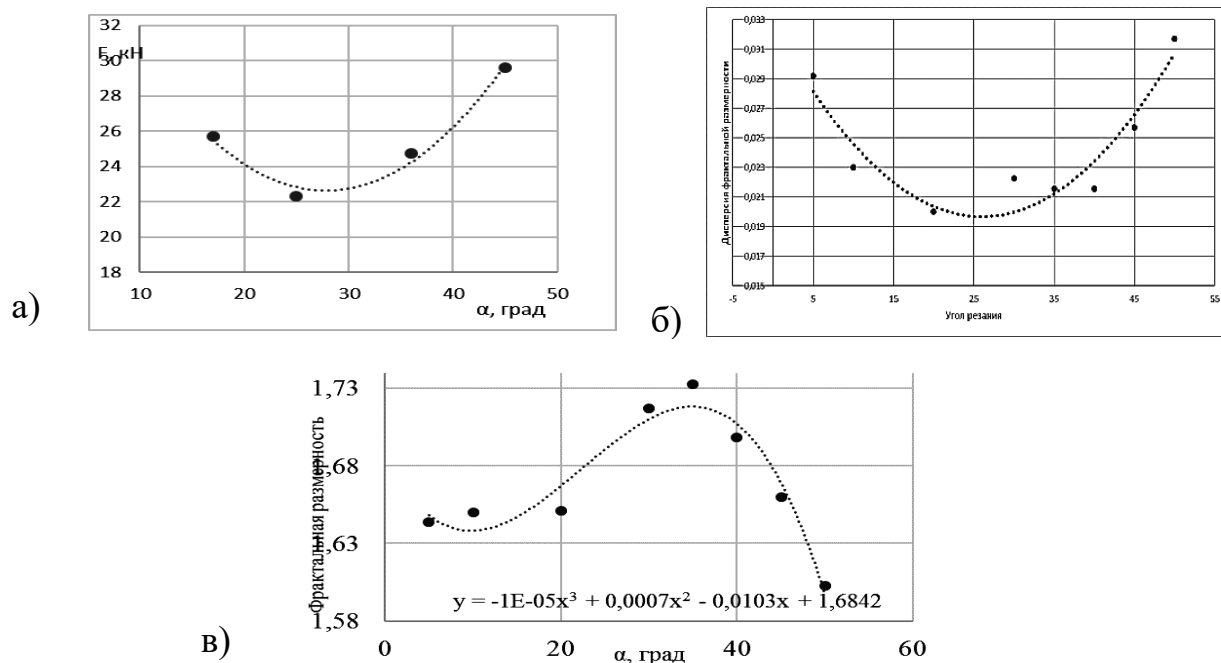 32
F, кН
30
28
26
24
22
20
18
10 20 30 40 50
α, град
а)
0,033
0,031
0,029
0,027
0,025
0,023
0,021
0,019
0,017
0,015
-5 5 15 25 35 45 55
Дисперсия фрактальной размерности
Угол резания
б)
1,73
1,68
1,63
1,58
Фрактальная размерность
y = -1E-05x³ + 0,0007x² - 0,0103x + 1,6842
0 20 40 60
α, град
в)